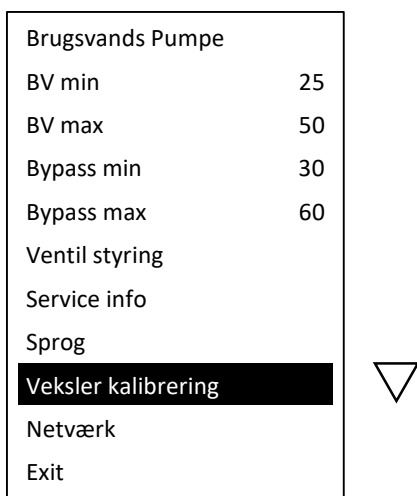 Brugsvands Pumpe
BV min 25
BV max 50
Bypass min 30
Bypass max 60
Ventil styring
Service info
Sprog
Veksler kalibrering
Netværk
Exit